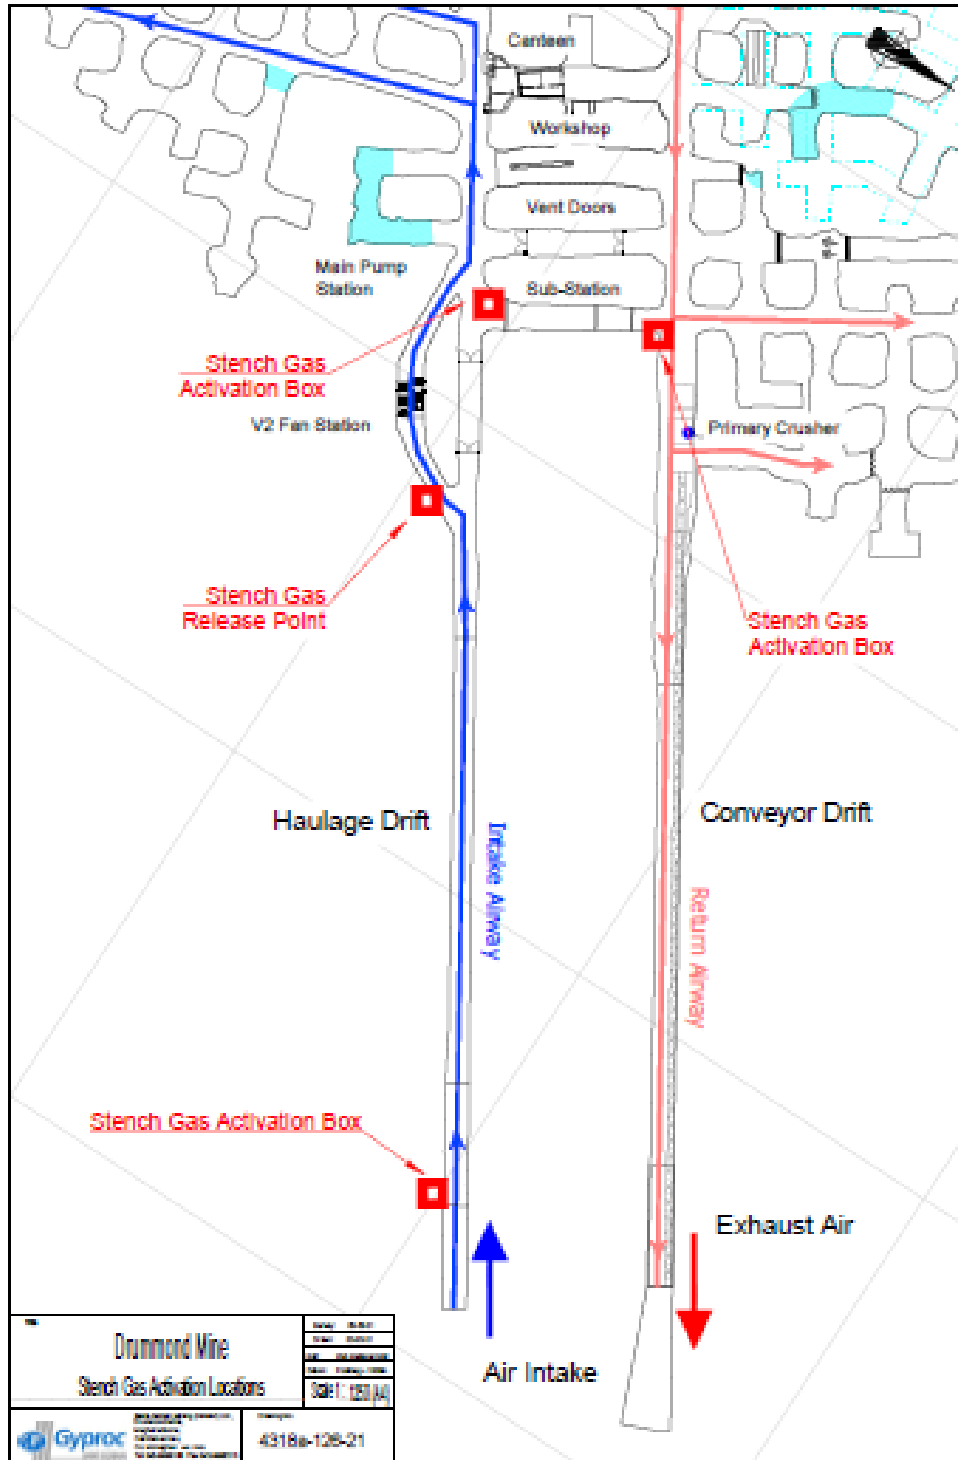 Canteen
Workshop
Vent Doors
Main Pump
Station
Sub-Station
Stench Gas
Activation Box
V2 Fan Station
Primary Crusher
Stench Gas
Release Point
Stench Gas
Activation Box
Haulage Drift
Conveyor Drift
Intake Airway
Return Airway
Stench Gas Activation Box
Exhaust Air
Air Intake
Drummond Mine
Stench Gas Activation Locations
Gyproc
4318a-126-21